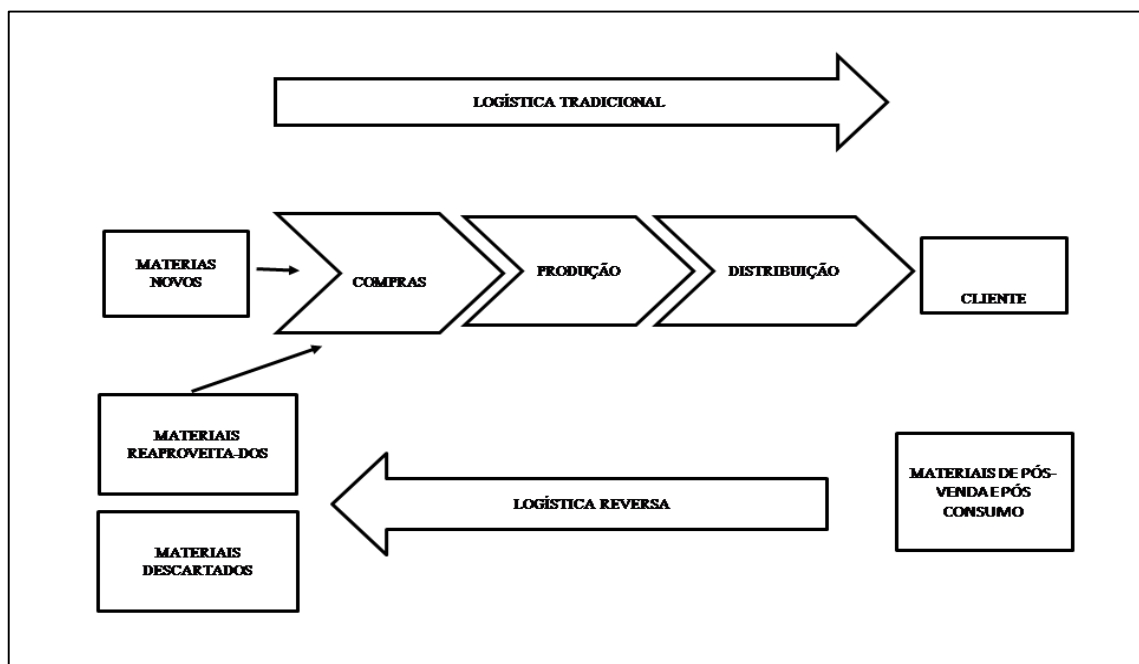 LOGÍSTICA TRADICIONAL
MATERIAS
NOVOS
COMPRAS
PRODUÇÃO
DISTRIBUIÇÃO
CLIENTE
MATERIAIS
REAPROVEITA-DOS
LOGÍSTICA REVERSA
MATERIAIS DE PÓS-
VENDA E PÓS
CONSUMO
MATERIAIS
DESCARTADOS